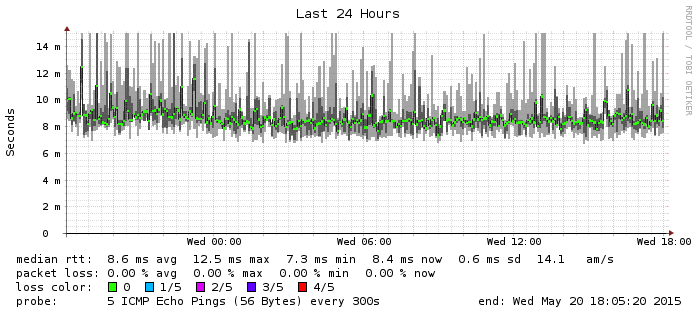 Last 24 Hours
RRDTOOL / TOBI OETIKER
Seconds
14 m
12 m
10 m
8 m
6 m
4 m
2 m
0
Wed 00:00 Wed 06:00 Wed 12:00 Wed 18:00
median rtt: 8.6 ms avg 12.5 ms max 7.3 ms min 8.4 ms now 0.6 ms sd 14.1 am/s
packet loss: 0.00 % avg 0.00 % max 0.00 % min 0.00 % now
loss color: 0 1/5 2/5 3/5 4/5
probe: 5 ICMP Echo Pings (56 Bytes) every 300s end: Wed May 20 18:05:20 2015